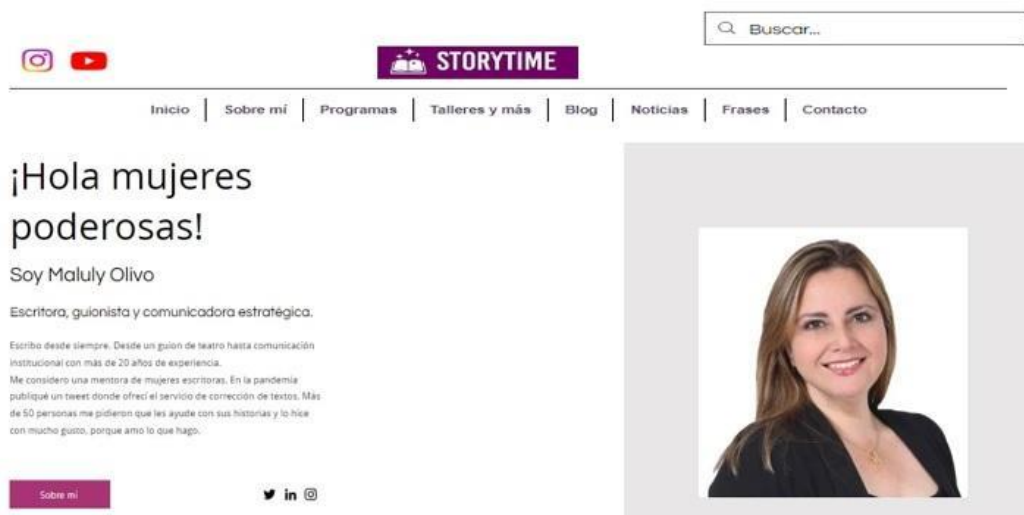 Buscar...
STORYTIME
Inicio Sobre mí Programas Talleres y más Blog Noticias Frases Contacto
¡Hola mujeres
poderosas!
Soy Maluly Olivo
Escritora, guionista y comunicadora estratégica.
Escribo desde siempre. Desde un guion de teatro hasta comunicación
institucional con más de 20 años de experiencia.
Me considero una mentora de mujeres escritoras. En la pandemia
publiqué un tweet donde ofrecí el servicio de corrección de textos. Más
de 50 personas me pidieron que les ayude con sus historias y lo hice
con mucho gusto, porque amo lo que hago.
Sobre mí